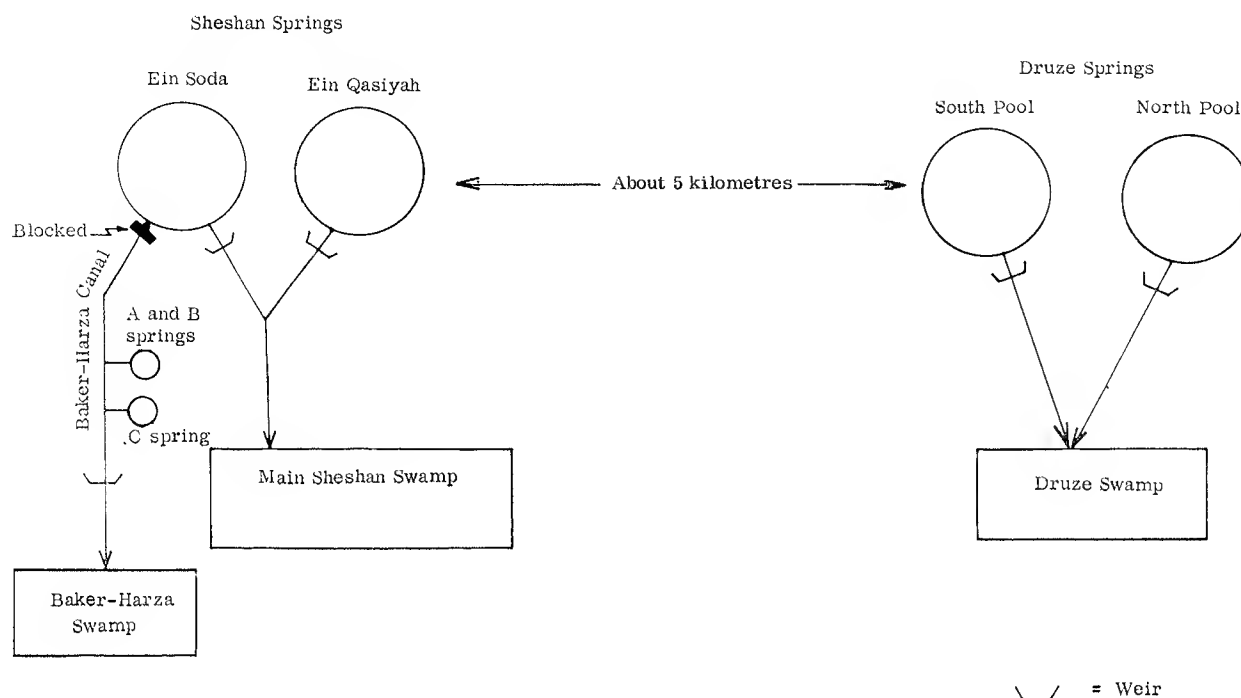 Sheshan Springs
Ein Soda
Ein Qasiyah
Druze Springs
South Pool
North Pool
About 5 kilometres
Blocked
Baker-Harza Canal
A and B
springs
C spring
Main Sheshan Swamp
Druze Swamp
Baker-Harza
Swamp
= Weir